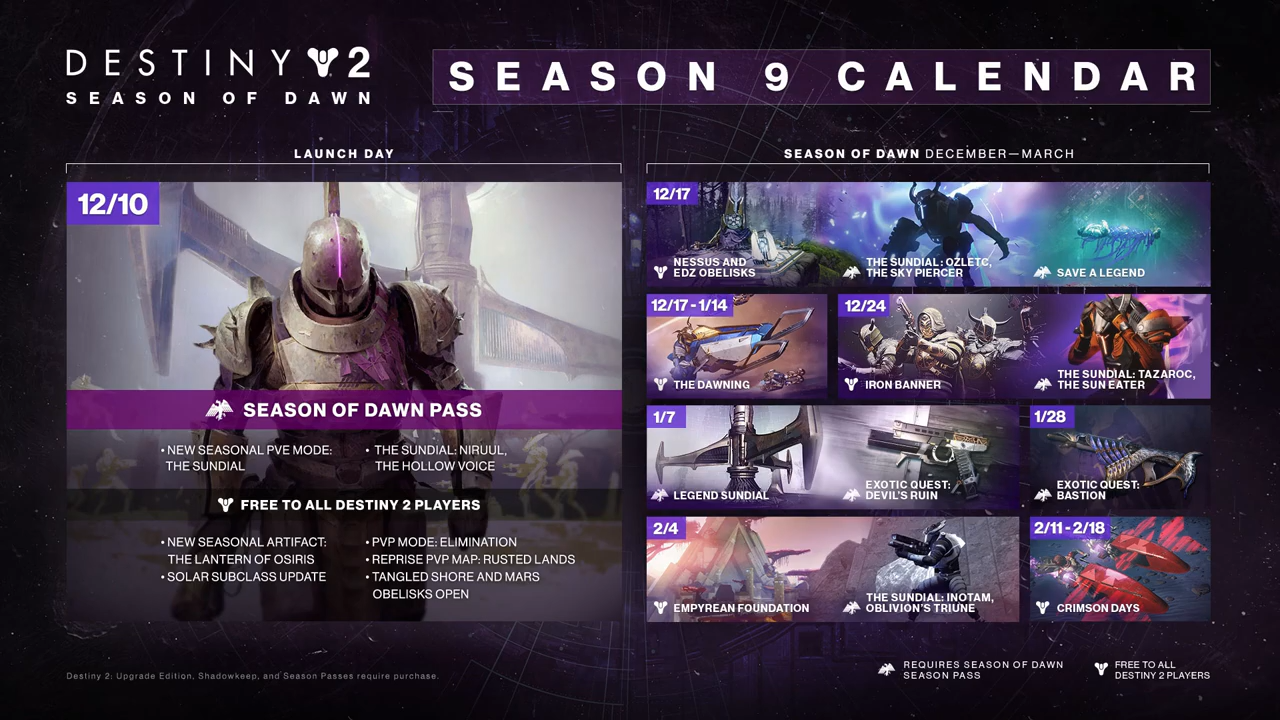 DESTINY 2
SEASON OF DAWN
SEASON 9 CALENDAR
LAUNCH DAY
12/10
SEASON OF DAWN PASS
• NEW SEASONAL PVE MODE:
THE SUNDIAL
• THE SUNDIAL: NIRUUL,
THE HOLLOW VOICE
FREE TO ALL DESTINY 2 PLAYERS
• NEW SEASONAL ARTIFACT:
THE LANTERN OF OSIRIS
• SOLAR SUBCLASS UPDATE
• PVP MODE: ELIMINATION
• REPRISE PVP MAP: RUSTED LANDS
• TANGLED SHORE AND MARS
OBELISKS OPEN
SEASON OF DAWN DECEMBER—MARCH
12/17
NESSUS AND
EDZ OBELISKS
THE SUNDIAL: OZLETC,
THE SKY PIERCER
SAVE A LEGEND
12/17 - 1/14
THE DAWNING
12/24
IRON BANNER
THE SUNDIAL: TAZAROC,
THE SUN EATER
1/7
LEGEND SUNDIAL
EXOTIC QUEST:
DEVIL'S RUIN
1/28
EXOTIC QUEST:
BASTION
2/4
EMPYREAN FOUNDATION
THE SUNDIAL: INOTAM,
OBLIVION'S TRIUNE
2/11 - 2/18
CRIMSON DAYS
Destiny 2: Upgrade Edition, Shadowkeep, and Season Passes require purchase.
REQUIRES SEASON OF DAWN
SEASON PASS
FREE TO ALL
DESTINY 2 PLAYERS